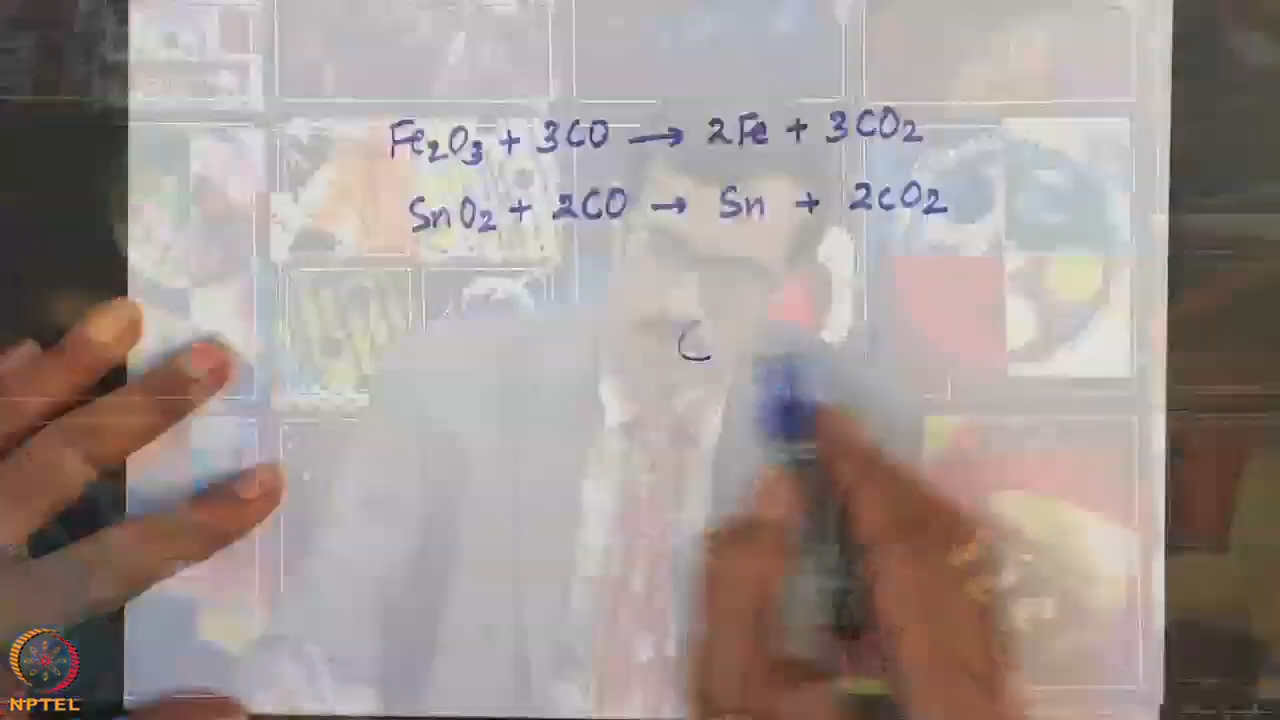 Fe₂O₃ + 3CO → 2Fe + 3CO₂
SnO₂ + 2CO → Sn + 2CO₂
C
NPTEL